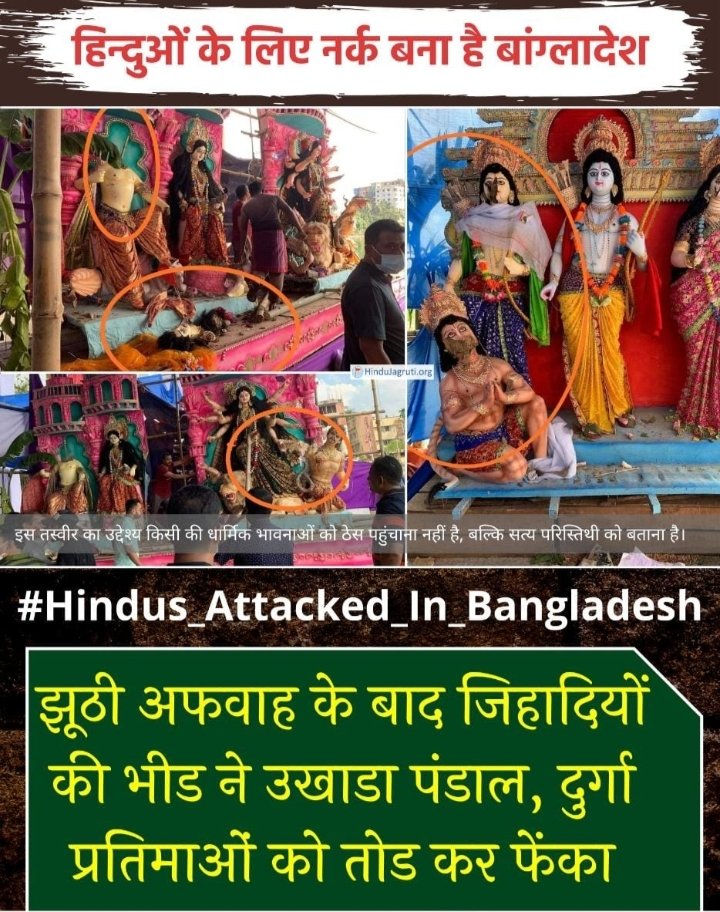 हिन्दुओं के लिए नर्क बना है बांग्लादेश
HinduJagruti.org
इस तस्वीर का उद्देश्य किसी की धार्मिक भावनाओं को ठेस पहुंचाना नहीं है, बल्कि सत्य परिस्तिथी को बताना है।
#Hindus_Attacked_In_Bangladesh
झूठी अफवाह के बाद जिहादियों
की भीड ने उखाडा पंडाल, दुर्गा
प्रतिमाओं को तोड कर फेंका